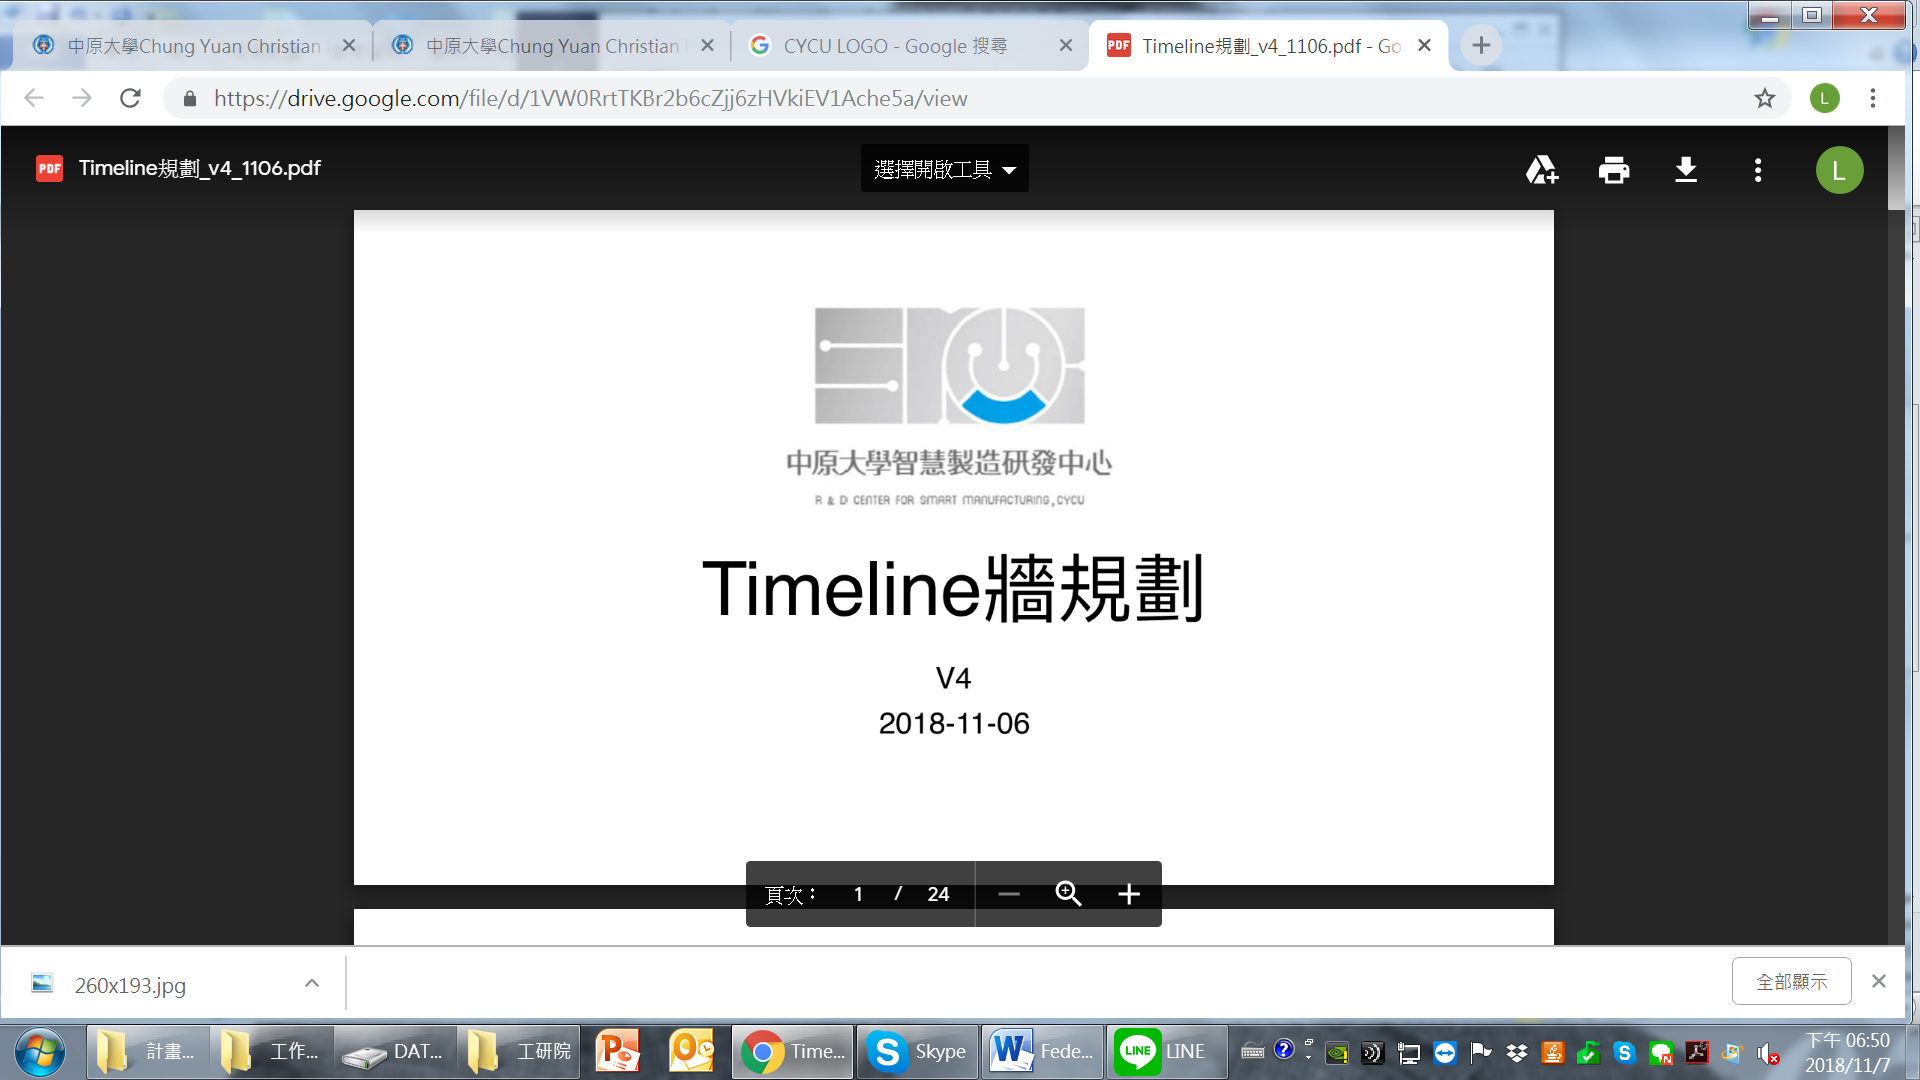 中原大學Chung Yuan Christian
中原大學Chung Yuan Christian
CYCU LOGO - Google 搜尋
Timeline規劃_v4_1106.pdf - Go
https://drive.google.com/file/d/1VW0RrtTKBr2b6cZjj6zHVkiEV1Ache5a/view
L
PDF
Timeline規劃_v4_1106.pdf
選擇開啟工具
L
中原大學智慧製造研發中心
R & D CENTER FOR SMART MANUFACTURING,CYCU
Timeline牆規劃
V4
2018-11-06
頁次： 1 / 24
260x193.jpg
全部顯示
計畫...
工作...
DAT...
工研院
Time...
Skype
Fede...
LINE
下午 06:50
2018/11/7